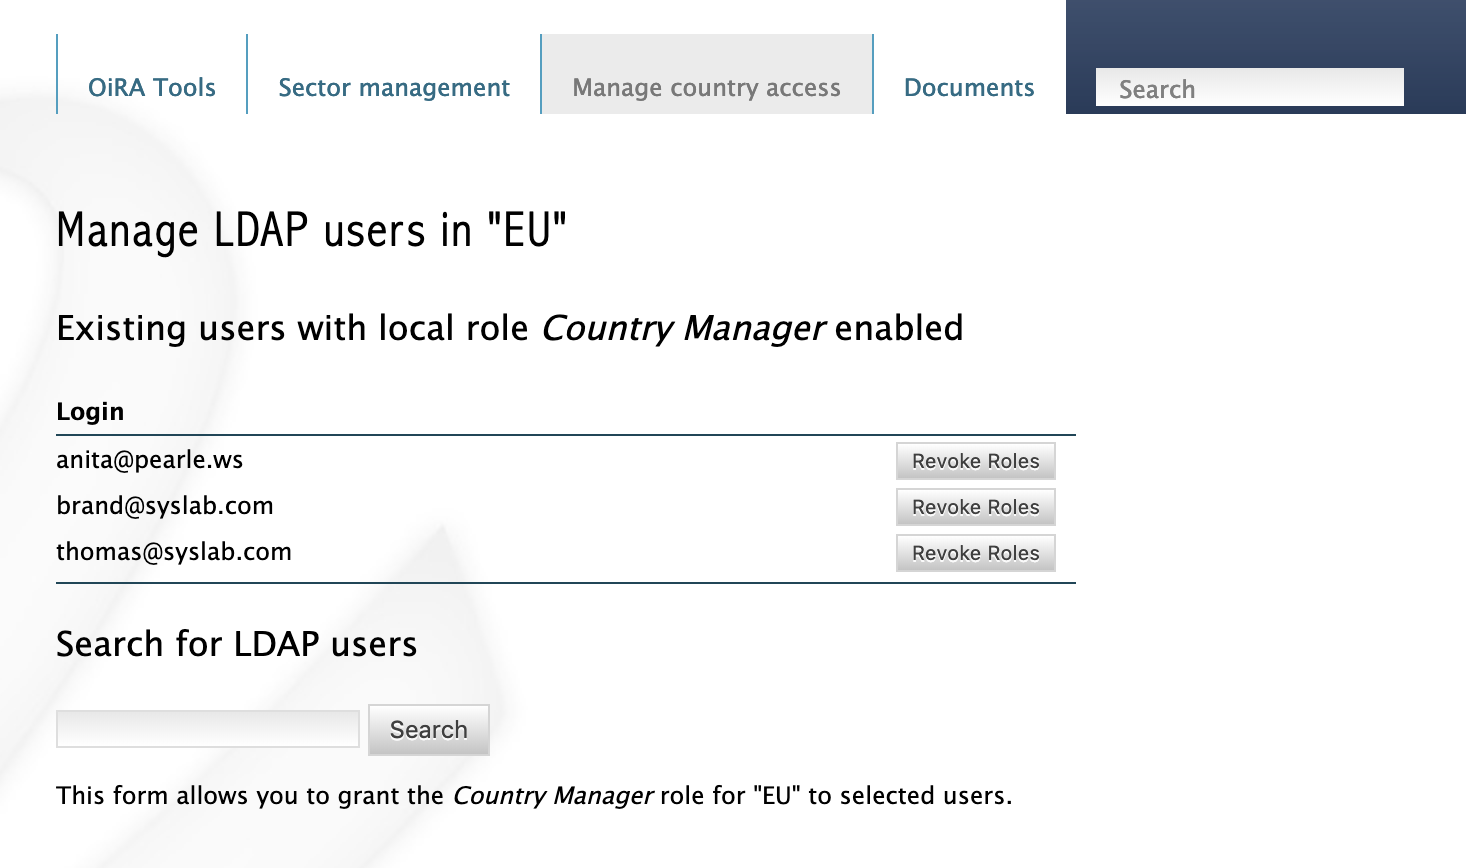 OiRA Tools
Sector management
Manage country access
Documents
Search
Manage LDAP users in "EU"
Existing users with local role Country Manager enabled
Login
anita@pearle.ws Revoke Roles
brand@syslab.com Revoke Roles
thomas@syslab.com Revoke Roles
Search for LDAP users
Search
This form allows you to grant the Country Manager role for "EU" to selected users.